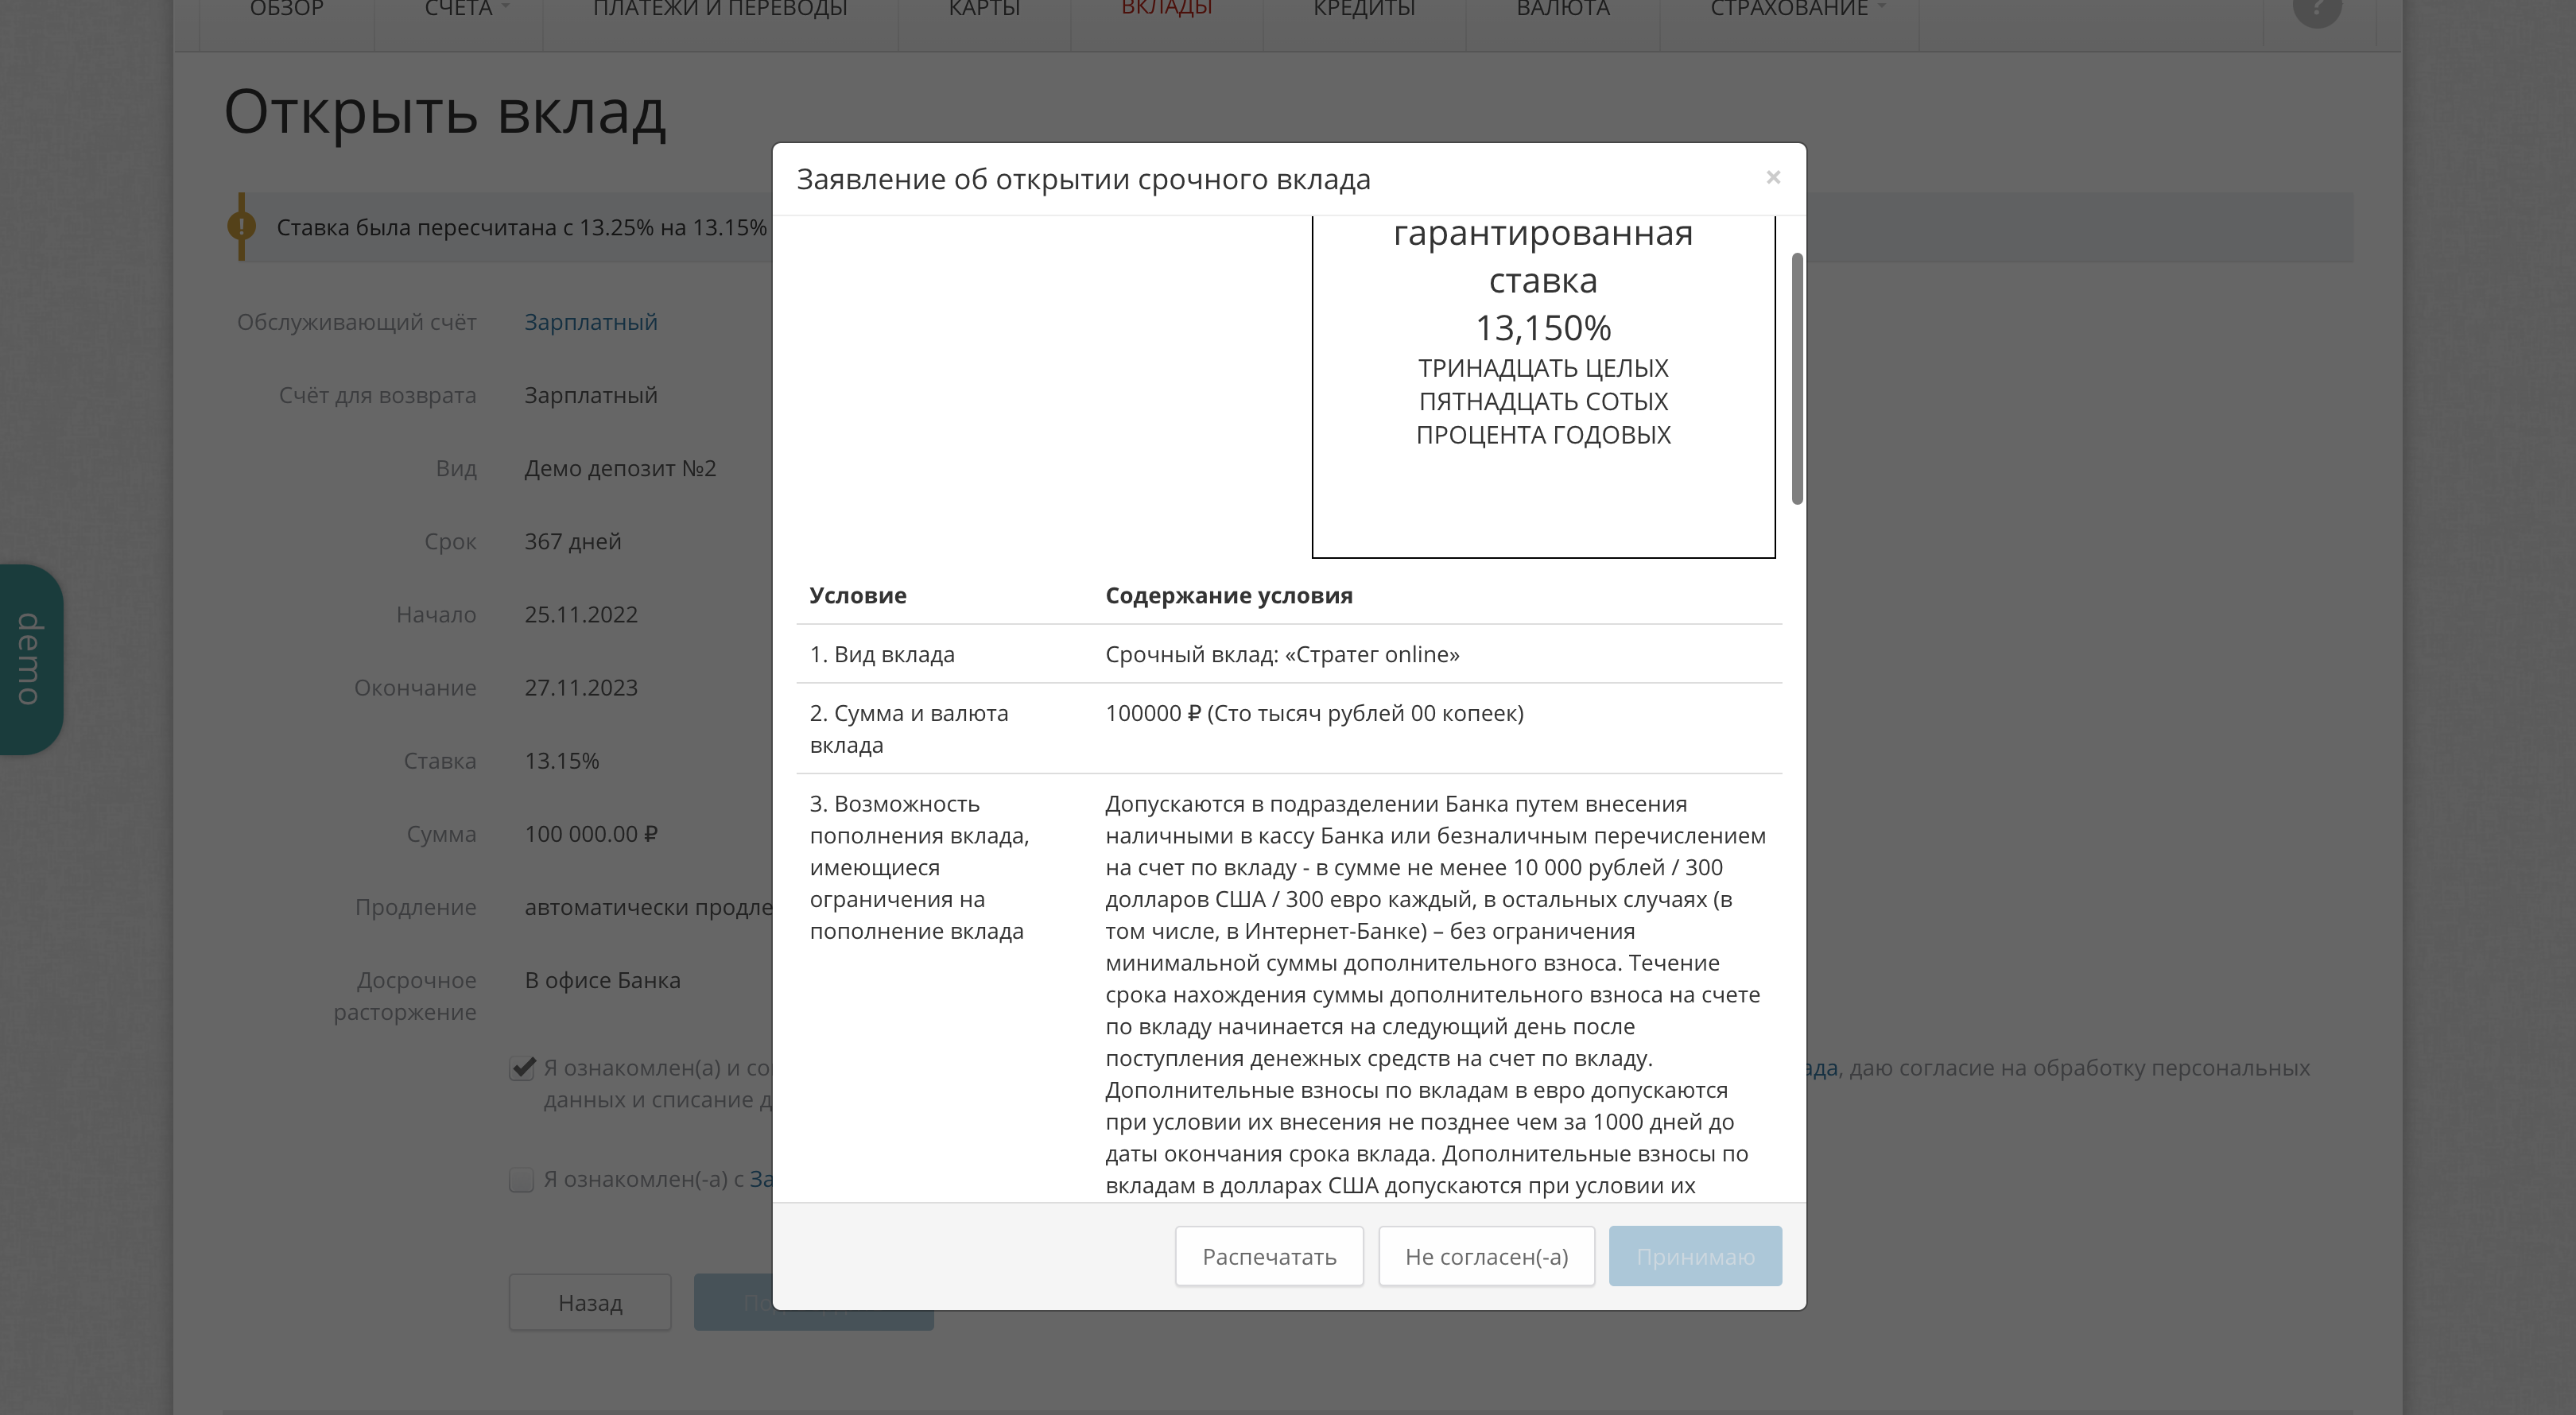 ОБЗОР
СЧЕТА
ПЛАТЕЖИ И ПЕРЕВОДЫ
КАРТЫ
ВКЛАДЫ
КРЕДИТЫ
ВАЛЮТА
СТРАХОВАНИЕ
?
Открыть вклад
Ставка была пересчитана с 13.25% на 13.15%
Обслуживающий счёт Зарплатный
Счёт для возврата Зарплатный
Вид Демо депозит №2
Срок 367 дней
Начало 25.11.2022
Окончание 27.11.2023
Ставка 13.15%
Сумма 100 000.00 ₽
Продление автоматически продле
Досрочное В офисе Банка
расторжение
Я ознакомлен(а) и со
ада, даю согласие на обработку персональных
данных и списание д
Я ознакомлен(-а) с За
Назад
demo
Заявление об открытии срочного вклада
×
гарантированная
ставка
13,150%
ТРИНАДЦАТЬ ЦЕЛЫХ
ПЯТНАДЦАТЬ СОТЫХ
ПРОЦЕНТА ГОДОВЫХ
Условие Содержание условия
1. Вид вклада Срочный вклад: «Стратег online»
2. Сумма и валюта 100000 ₽ (Сто тысяч рублей 00 копеек)
вклада
3. Возможность
пополнения вклада,
имеющиеся
ограничения на
пополнение вклада
Допускаются в подразделении Банка путем внесения
наличными в кассу Банка или безналичным перечислением
на счет по вкладу - в сумме не менее 10 000 рублей / 300
долларов США / 300 евро каждый, в остальных случаях (в
том числе, в Интернет-Банке) – без ограничения
минимальной суммы дополнительного взноса. Течение
срока нахождения суммы дополнительного взноса на счете
по вкладу начинается на следующий день после
поступления денежных средств на счет по вкладу.
Дополнительные взносы по вкладам в евро допускаются
при условии их внесения не позднее чем за 1000 дней до
даты окончания срока вклада. Дополнительные взносы по
вкладам в долларах США допускаются при условии их
Распечатать
Не согласен(-а)
Принимаю